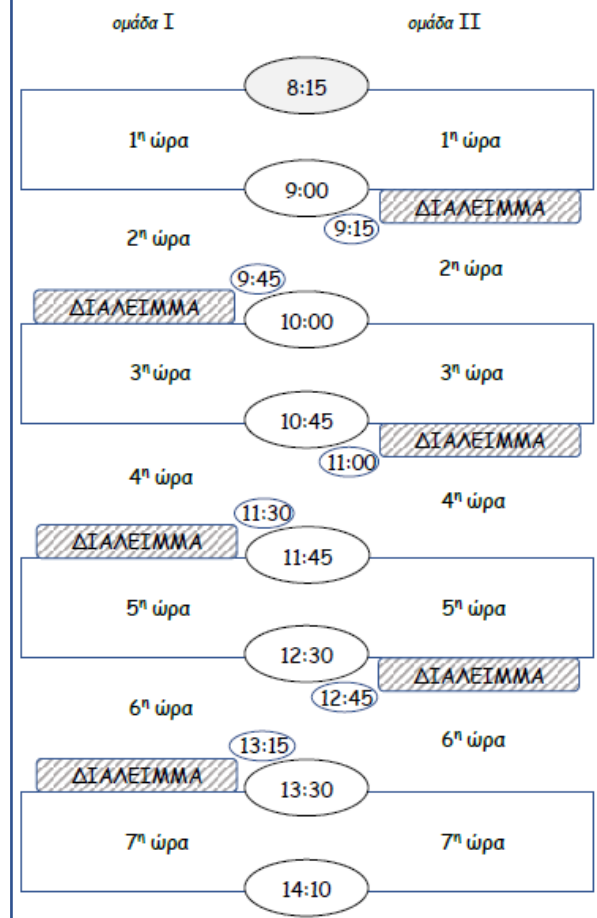 ομάδα I ομάδα II
8:15
1η ώρα 1η ώρα
9:00
ΔΙΑΛΕΙΜΜΑ
9:15
2η ώρα
2η ώρα
9:45
ΔΙΑΛΕΙΜΜΑ
10:00
3η ώρα 3η ώρα
10:45
ΔΙΑΛΕΙΜΜΑ
11:00
4η ώρα
4η ώρα
11:30
ΔΙΑΛΕΙΜΜΑ
11:45
5η ώρα 5η ώρα
12:30
ΔΙΑΛΕΙΜΜΑ
12:45
6η ώρα
6η ώρα
13:15
ΔΙΑΛΕΙΜΜΑ
13:30
7η ώρα 7η ώρα
14:10